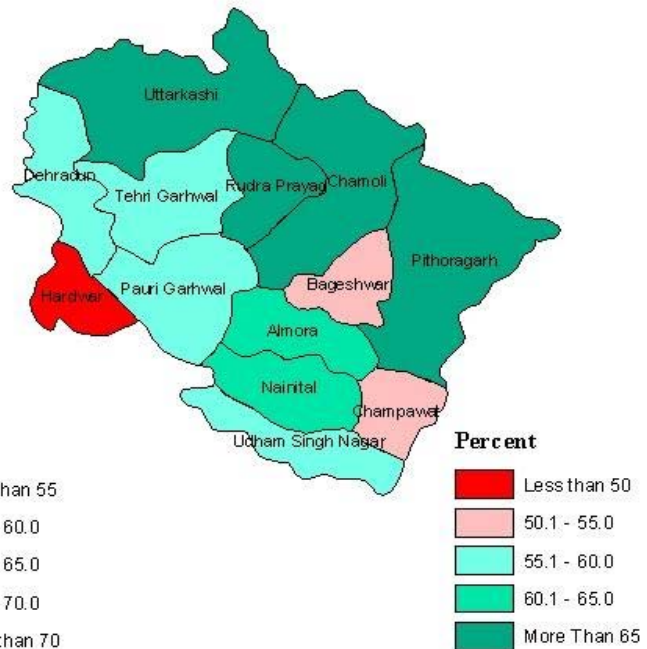 Uttarkashi
Dehradun
Tehri Garhwal
Rudra Prayag
Chamoli
Pithoragarh
Hardwar
Pauri Garhwal
Bageshwar
Almora
Nainital
Champawat
Udham Singh Nagar
Percent
Less than 50
50.1 - 55.0
55.1 - 60.0
60.1 - 65.0
More Than 65
han 55
60.0
65.0
70.0
than 70